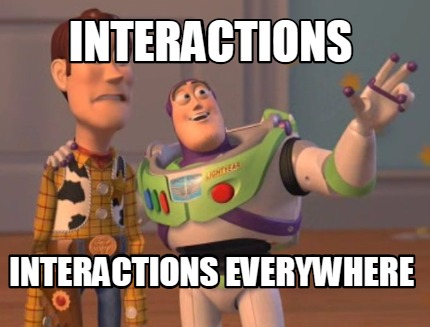 INTERACTIONS
LIGHTYEAR
INTERACTIONS EVERYWHERE